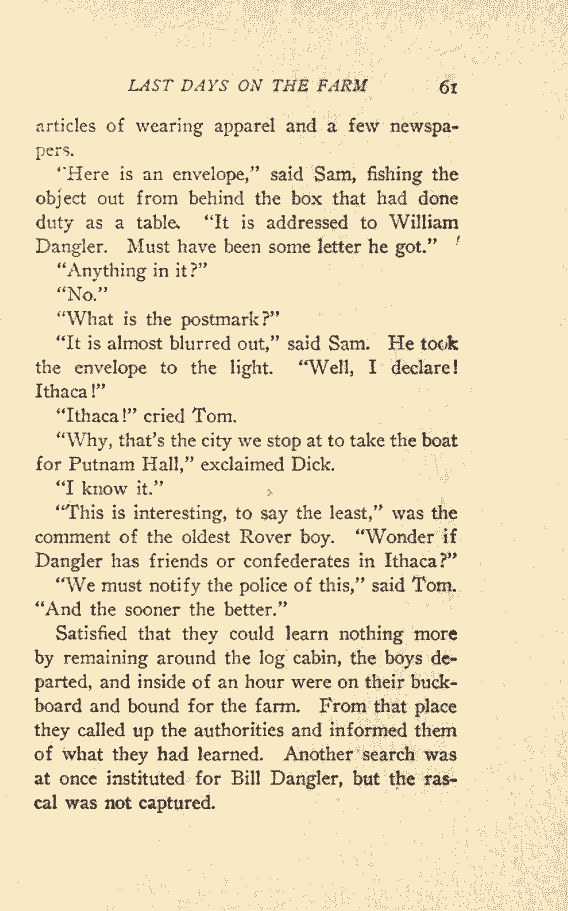 LAST DAYS ON THE FARM 61
articles of wearing apparel and a few newspa-
pers.
"Here is an envelope," said Sam, fishing the
object out from behind the box that had done
duty as a table. "It is addressed to William
Dangler. Must have been some letter he got."
"Anything in it?"
"No."
"What is the postmark?"
"It is almost blurred out," said Sam. He took
the envelope to the light. "Well, I declare!
Ithaca!"
"Ithaca!" cried Tom.
"Why, that's the city we stop at to take the boat
for Putnam Hall," exclaimed Dick.
"I know it."
"This is interesting, to say the least," was the
comment of the oldest Rover boy. "Wonder if
Dangler has friends or confederates in Ithaca?"
"We must notify the police of this," said Tom.
"And the sooner the better."
Satisfied that they could learn nothing more
by remaining around the log cabin, the boys de-
parted, and inside of an hour were on their buck-
board and bound for the farm. From that place
they called up the authorities and informed them
of what they had learned. Another search was
at once instituted for Bill Dangler, but the ras-
cal was not captured.